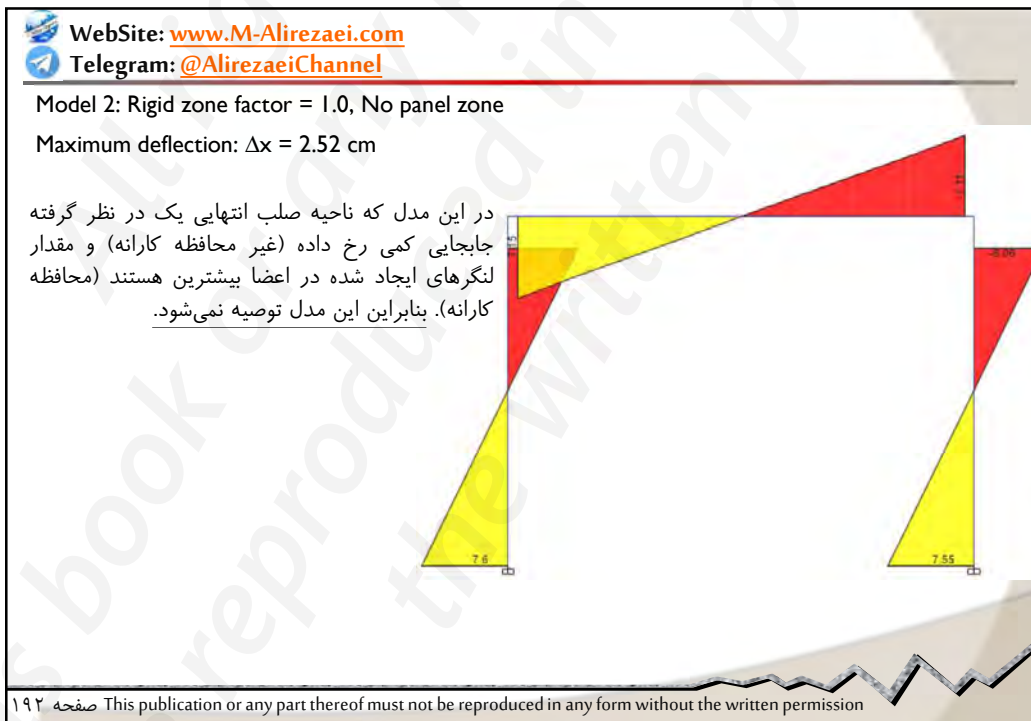 WebSite: www.M-Alirezaei.com
Telegram: @AlirezaeiChannel
Model 2: Rigid zone factor = 1.0, No panel zone
Maximum deflection: Δx = 2.52 cm
در این مدل که ناحیه صلب انتهایی یک در نظر گرفته
جابجایی کمی رخ داده (غیر محافظه کارانه) و مقدار
لنگرهای ایجاد شده در اعضا بیشترین هستند (محافظه
کارانه). بنابراین این مدل توصیه نمی‌شود.
-6.06
7.6
7.55
صفحه ۱۹۲ This publication or any part thereof must not be reproduced in any form without the written permission